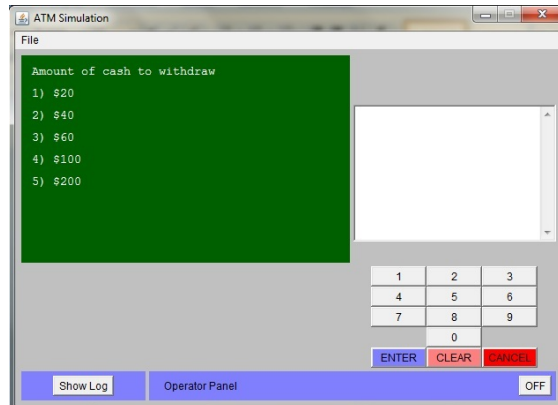 ATM Simulation
File
Amount of cash to withdraw
1) $20
2) $40
3) $60
4) $100
5) $200
1 2 3
4 5 6
7 8 9
0
ENTER CLEAR CANCEL
Show Log Operator Panel OFF